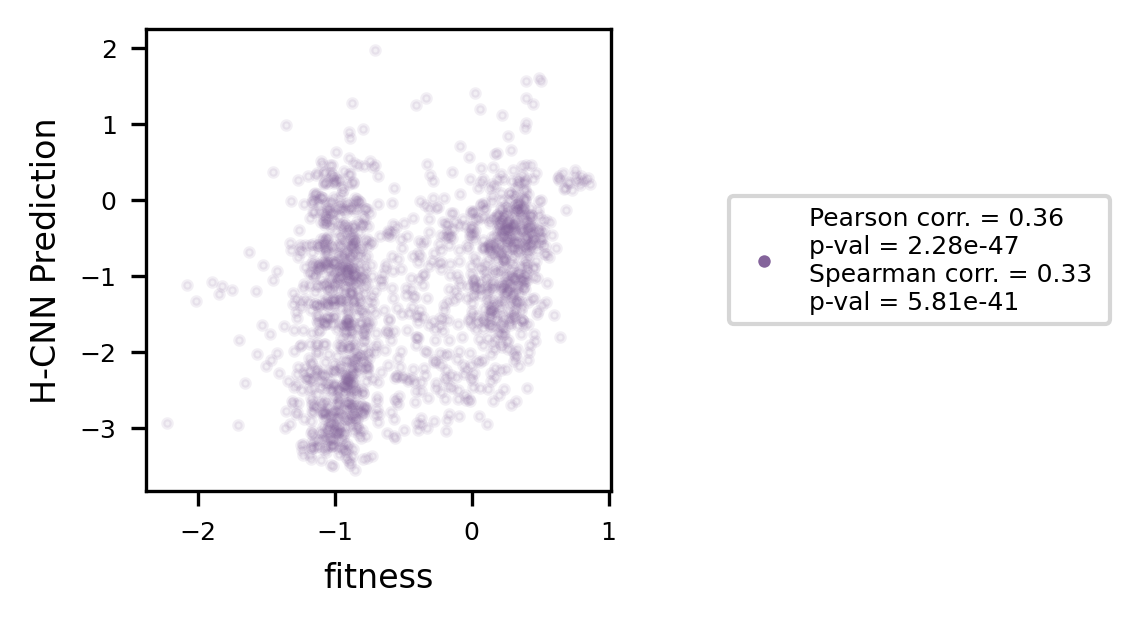 2
1
0
−1
−2
−3
H-CNN Prediction
−2
−1
0
1
fitness
Pearson corr. = 0.36
p-val = 2.28e-47
Spearman corr. = 0.33
p-val = 5.81e-41